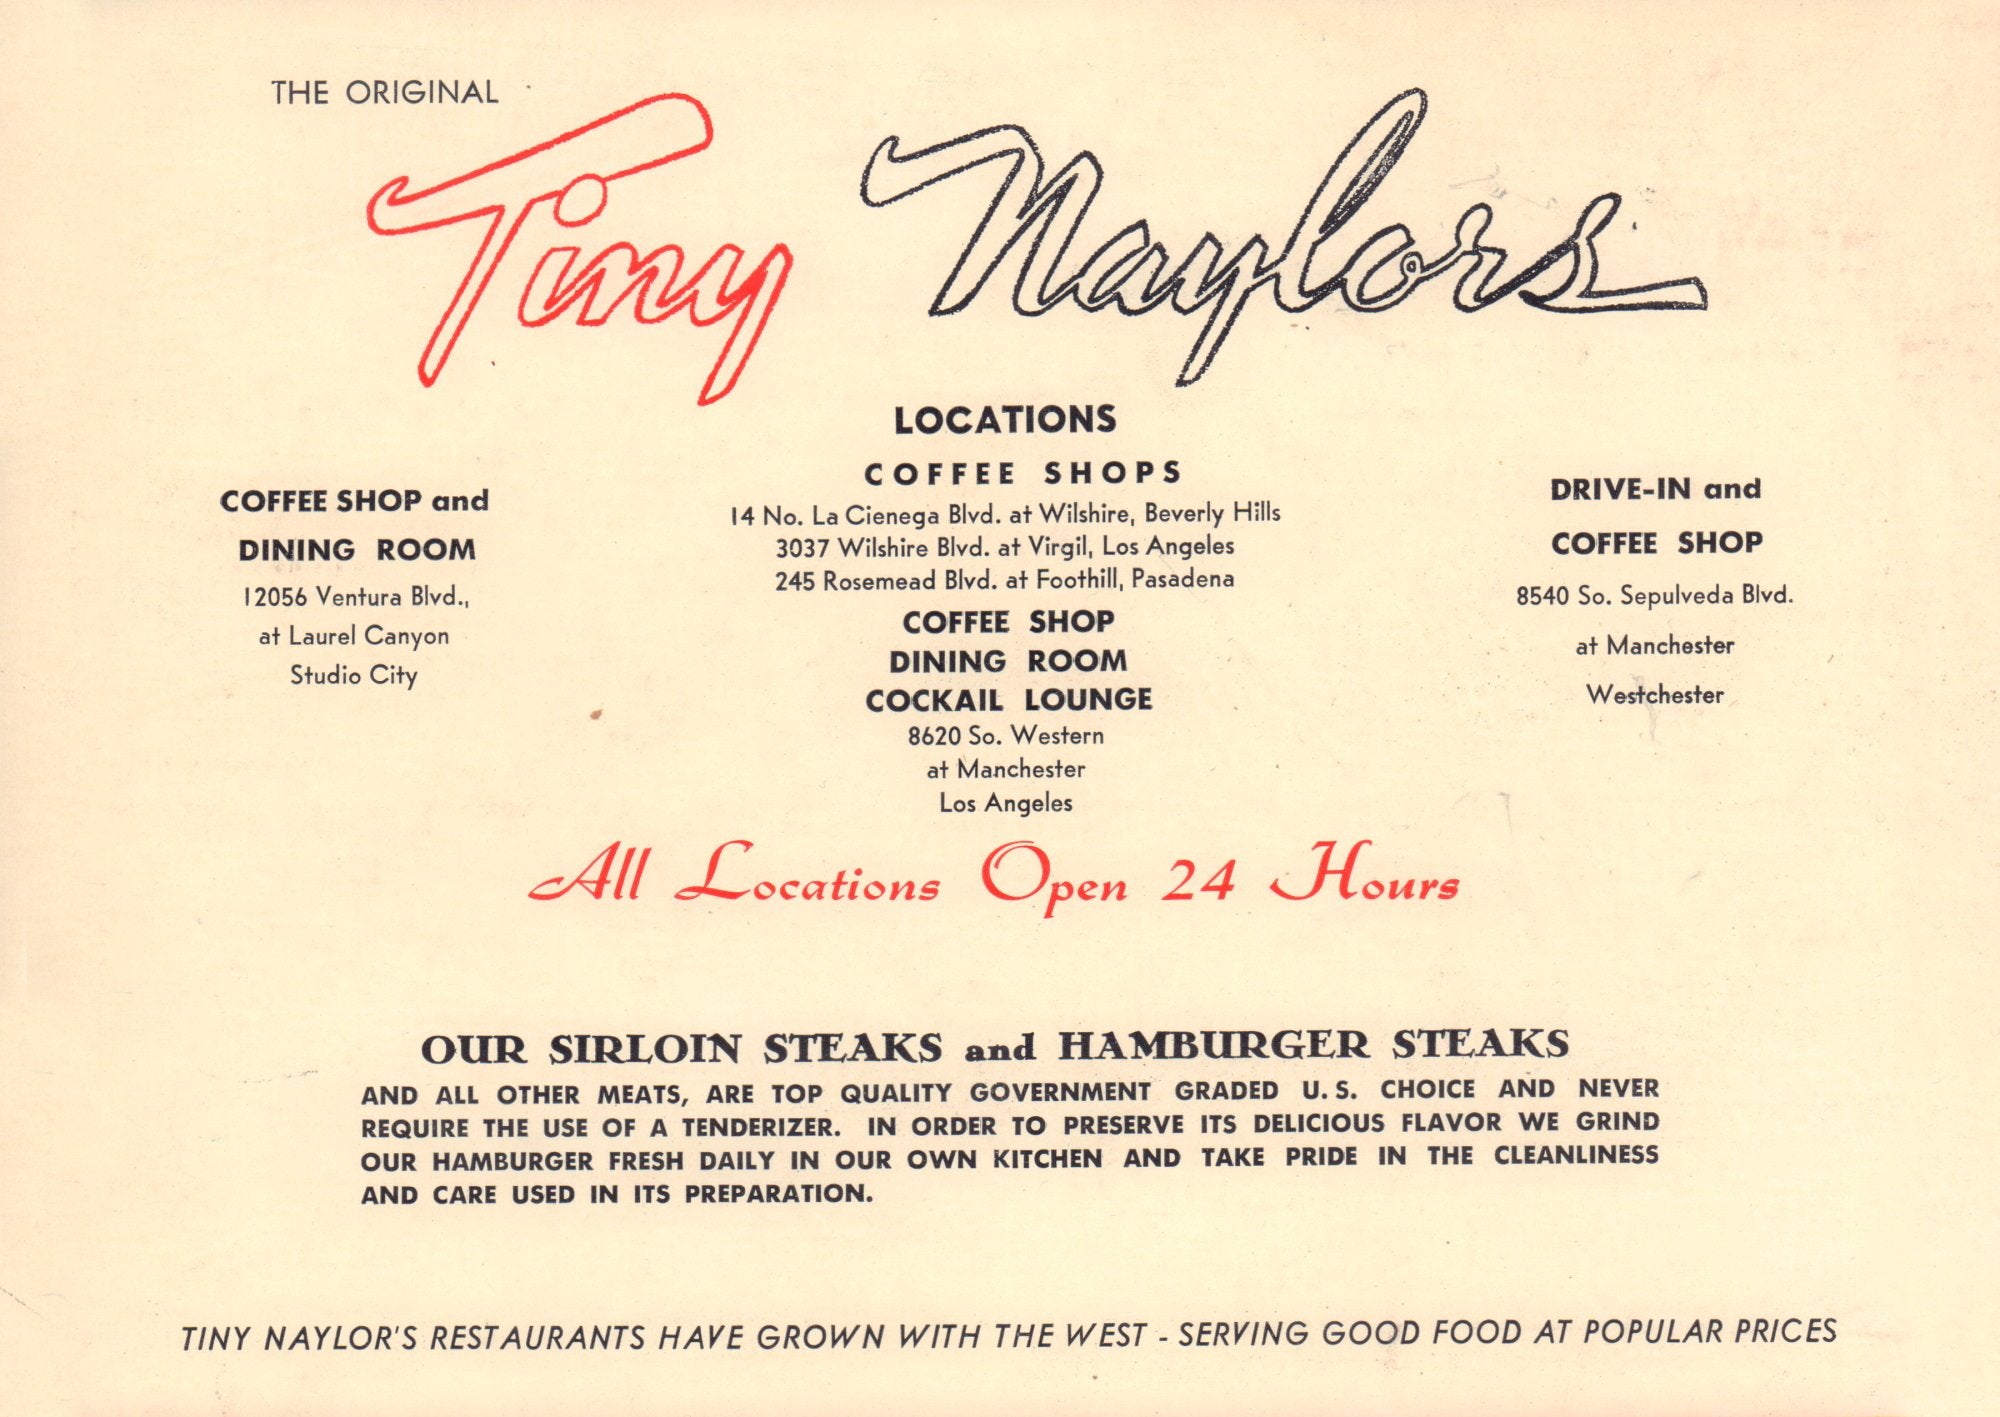 THE ORIGINAL
Tiny Naylors
LOCATIONS
COFFEE SHOP and
DINING ROOM
12056 Ventura Blvd.,
at Laurel Canyon
Studio City
COFFEE SHOPS
14 No. La Cienega Blvd. at Wilshire, Beverly Hills
3037 Wilshire Blvd. at Virgil, Los Angeles
245 Rosemead Blvd. at Foothill, Pasadena
COFFEE SHOP
DINING ROOM
COCKAIL LOUNGE
8620 So. Western
at Manchester
Los Angeles
DRIVE-IN and
COFFEE SHOP
8540 So. Sepulveda Blvd.
at Manchester
Westchester
All Locations Open 24 Hours
OUR SIRLOIN STEAKS and HAMBURGER STEAKS
AND ALL OTHER MEATS, ARE TOP QUALITY GOVERNMENT GRADED U. S. CHOICE AND NEVER
REQUIRE THE USE OF A TENDERIZER. IN ORDER TO PRESERVE ITS DELICIOUS FLAVOR WE GRIND
OUR HAMBURGER FRESH DAILY IN OUR OWN KITCHEN AND TAKE PRIDE IN THE CLEANLINESS
AND CARE USED IN ITS PREPARATION.
TINY NAYLOR'S RESTAURANTS HAVE GROWN WITH THE WEST - SERVING GOOD FOOD AT POPULAR PRICES